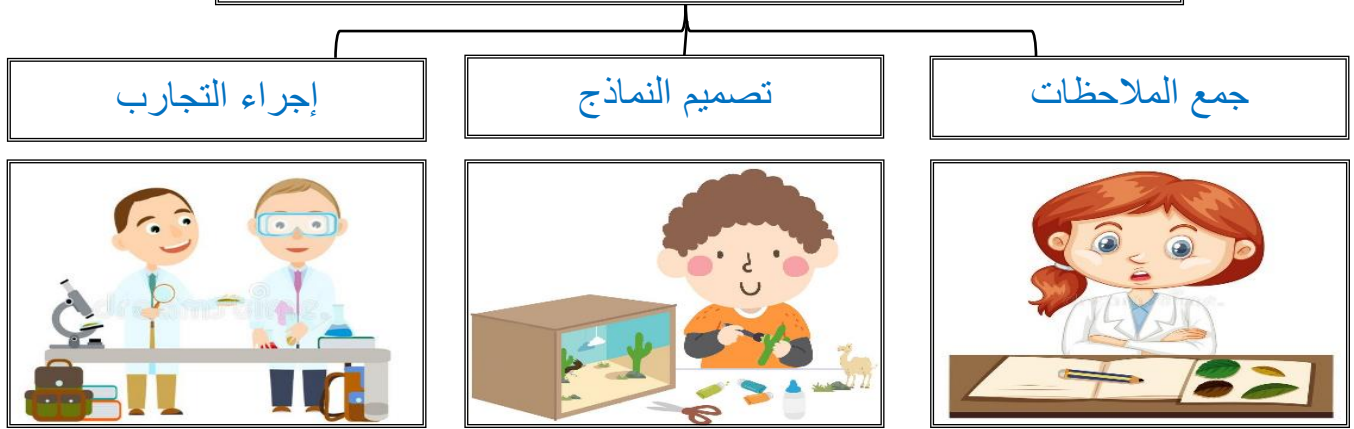 جمع الملاحظات
تصميم النماذج
إجراء التجارب